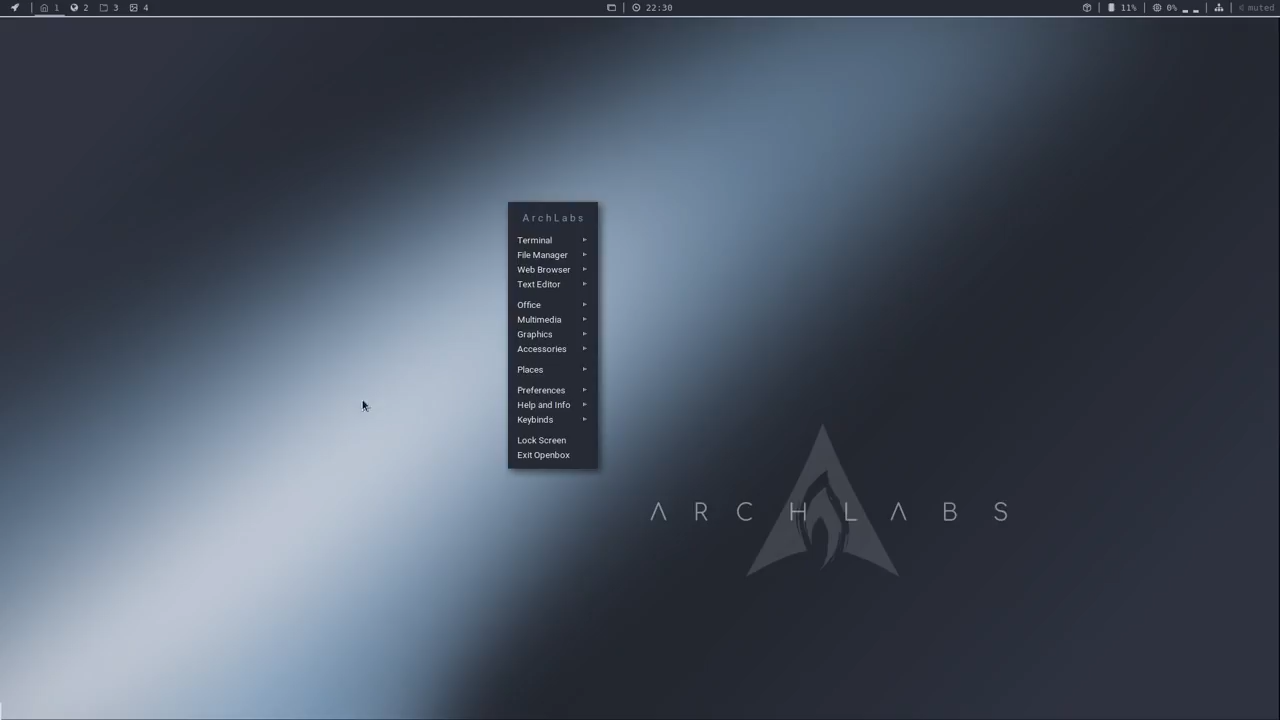 1 2 3 4 22:30 11% 0% muted
ArchLabs
Terminal
File Manager
Web Browser
Text Editor
Office
Multimedia
Graphics
Accessories
Places
Preferences
Help and Info
Keybinds
Lock Screen
Exit Openbox
ARCHLABS